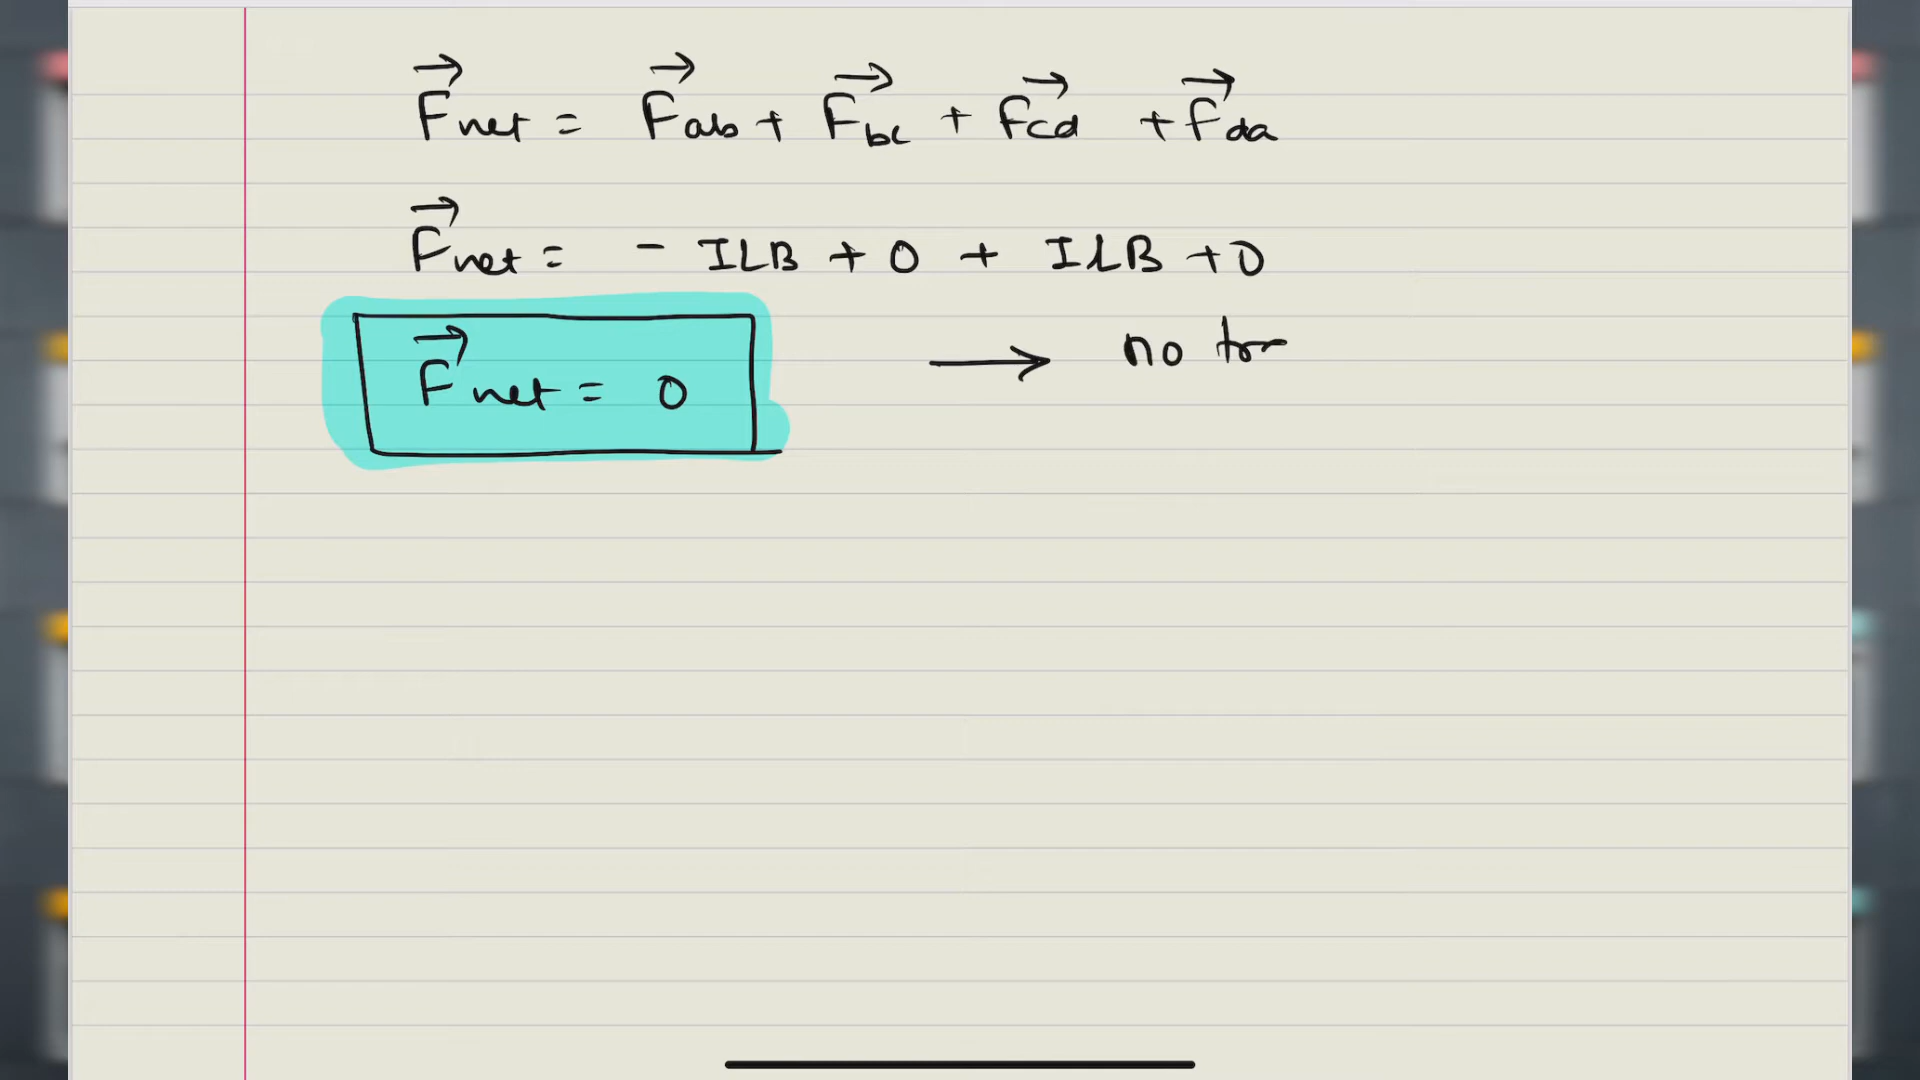 F⃗net = F⃗ab + F⃗bc + F⃗cd + F⃗da
F⃗net = - ILB + 0 + ILB + 0
F⃗net = 0 → no